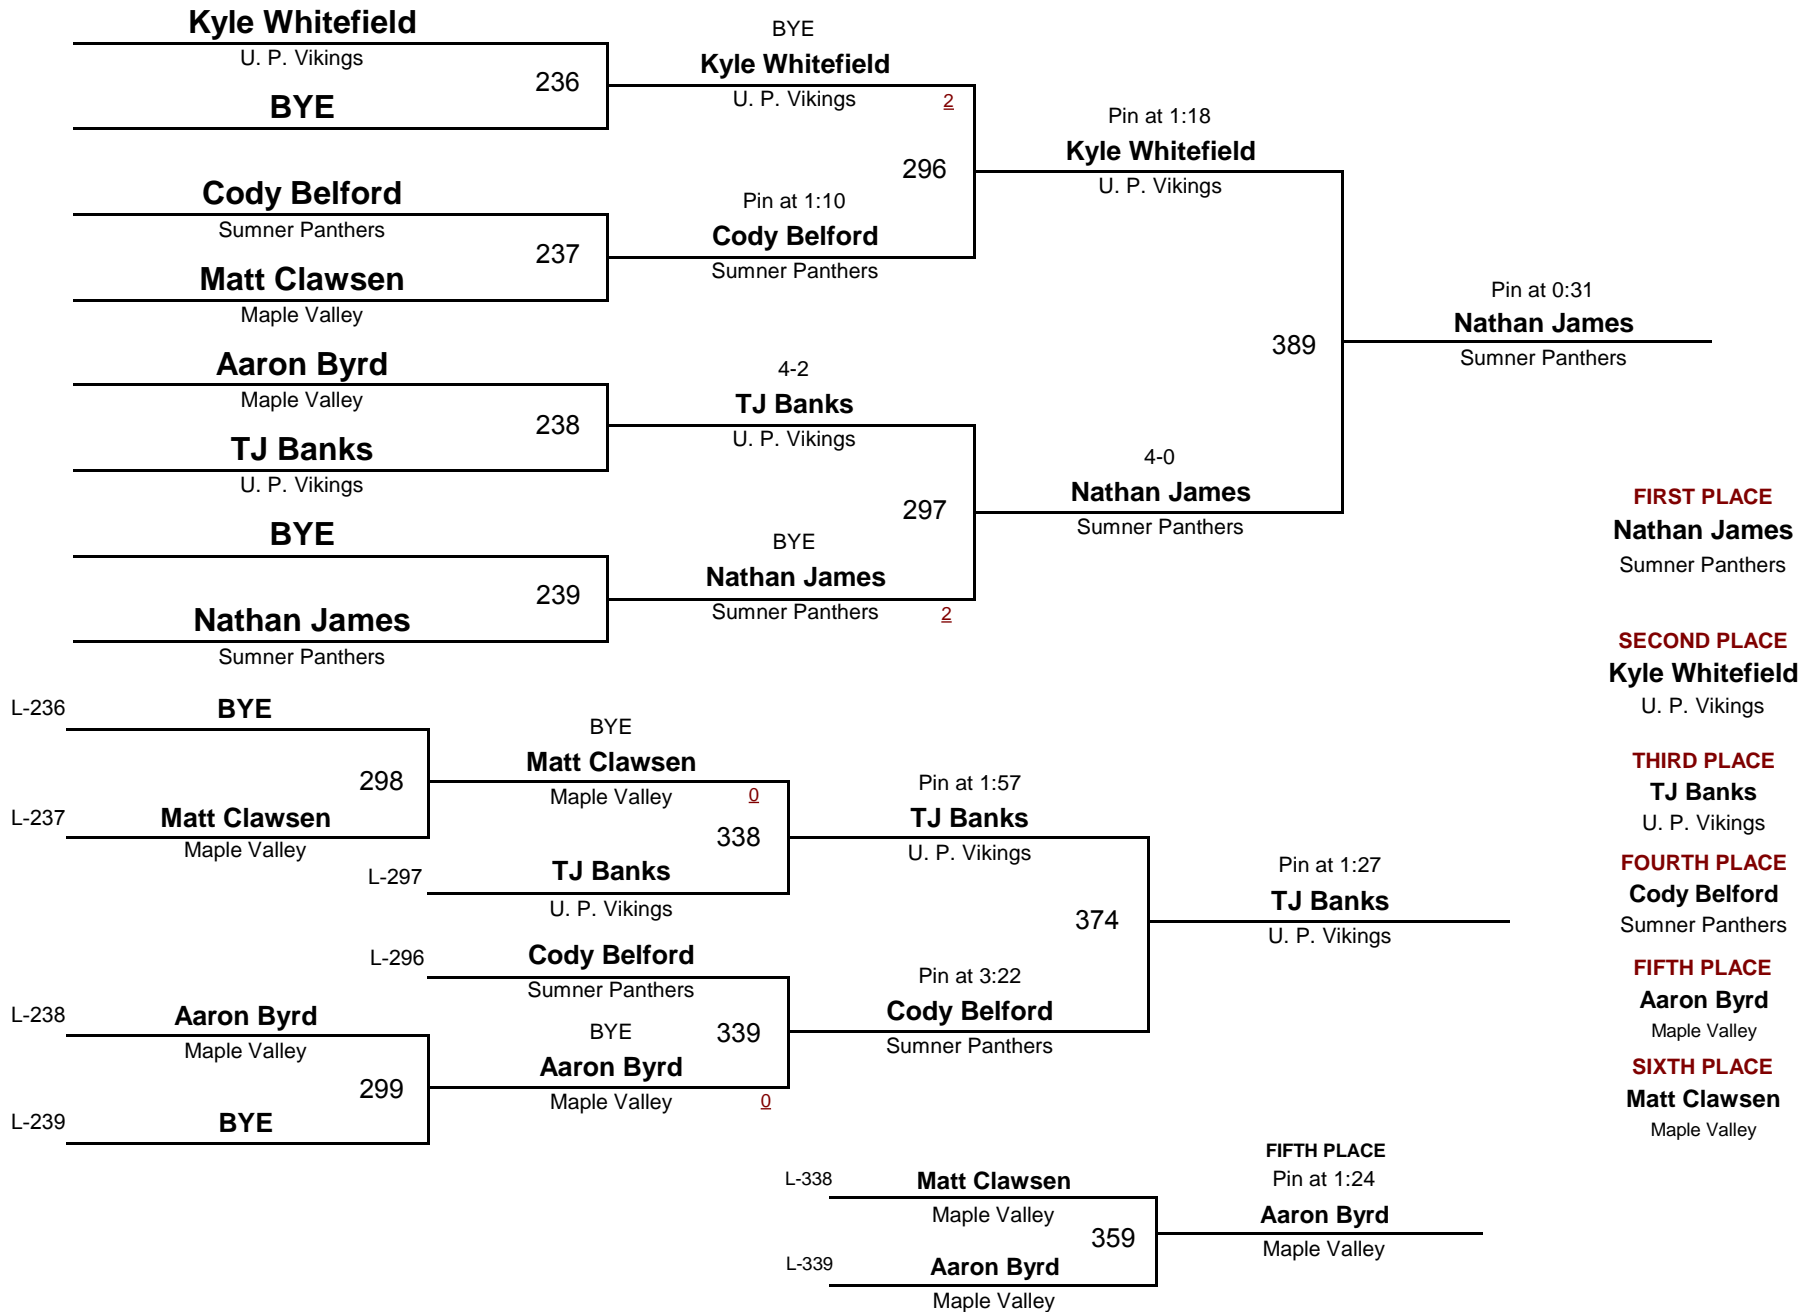 Kyle Whitefield
U. P. Vikings
236
BYE
BYE
Kyle Whitefield
U. P. Vikings
2
Cody Belford
Sumner Panthers
237
Matt Clawsen
Maple Valley
Pin at 1:10
Cody Belford
Sumner Panthers
296
Pin at 1:18
Kyle Whitefield
U. P. Vikings
Aaron Byrd
Maple Valley
238
TJ Banks
U. P. Vikings
4-2
TJ Banks
U. P. Vikings
BYE
239
Nathan James
Sumner Panthers
BYE
Nathan James
Sumner Panthers
2
297
4-0
Nathan James
Sumner Panthers
389
Pin at 0:31
Nathan James
Sumner Panthers
FIRST PLACE
Nathan James
Sumner Panthers
SECOND PLACE
Kyle Whitefield
U. P. Vikings
THIRD PLACE
TJ Banks
U. P. Vikings
FOURTH PLACE
Cody Belford
Sumner Panthers
FIFTH PLACE
Aaron Byrd
Maple Valley
SIXTH PLACE
Matt Clawsen
Maple Valley
L-236
BYE
298
L-237
Matt Clawsen
Maple Valley
BYE
Matt Clawsen
Maple Valley
0
338
L-297
TJ Banks
U. P. Vikings
Pin at 1:57
TJ Banks
U. P. Vikings
L-296
Cody Belford
Sumner Panthers
339
L-238
Aaron Byrd
Maple Valley
299
L-239
BYE
BYE
Aaron Byrd
Maple Valley
0
Pin at 3:22
Cody Belford
Sumner Panthers
374
Pin at 1:27
TJ Banks
U. P. Vikings
L-338
Matt Clawsen
Maple Valley
359
L-339
Aaron Byrd
Maple Valley
FIFTH PLACE
Pin at 1:24
Aaron Byrd
Maple Valley